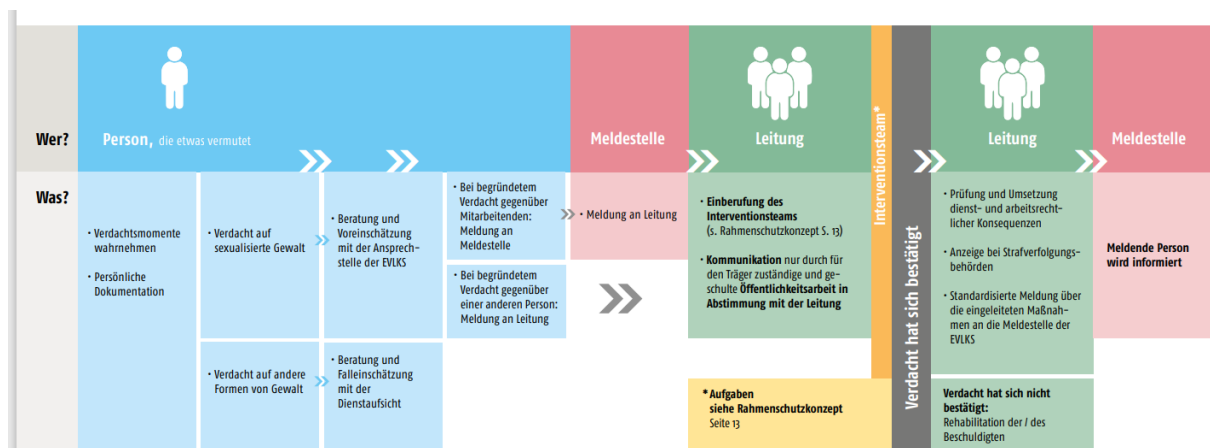 Wer?
Person, die etwas vermutet
Meldestelle
Leitung
Interventionsteam*
Verdacht hat sich bestätigt
Leitung
Meldestelle
Was?
• Verdachtsmomente
wahrnehmen
• Persönliche
Dokumentation
• Verdacht auf
sexualisierte Gewalt
• Beratung und
Voreinschätzung
mit der Ansprech-
stelle der EVLKS
• Bei begründetem
Verdacht gegenüber
Mitarbeitenden:
Meldung an
Meldestelle
• Meldung an Leitung
• Bei begründetem
Verdacht gegenüber
einer anderen Person:
Meldung an Leitung
• Verdacht auf andere
Formen von Gewalt
• Beratung und
Falleinschätzung
mit der
Dienstaufsicht
• Einberufung des
Interventionsteams
(s. Rahmenschutzkonzept S. 13)
• Kommunikation nur durch für
den Träger zuständige und ge-
schulte Öffentlichkeitsarbeit in
Abstimmung mit der Leitung
* Aufgaben
siehe Rahmenschutzkonzept
Seite 13
• Prüfung und Umsetzung
dienst- und arbeitsrecht-
licher Konsequenzen
• Anzeige bei Strafverfolgungs-
behörden
• Standardisierte Meldung über
die eingeleiteten Maßnah-
men an die Meldestelle der
EVLKS
Verdacht hat sich nicht
bestätigt:
Rehabilitation der / des
Beschuldigten
Meldende Person
wird informiert